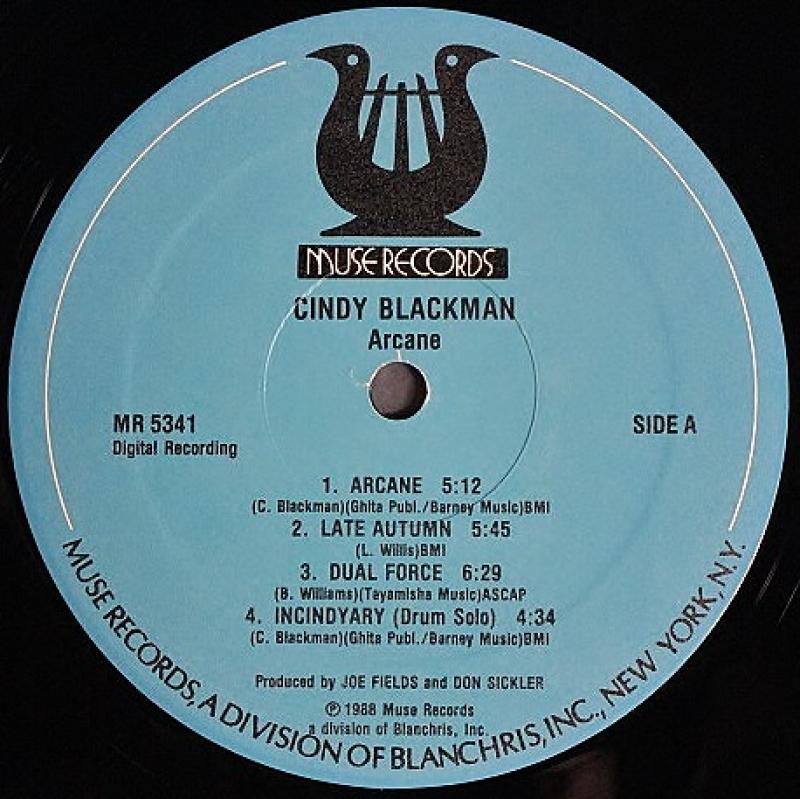 MUSE RECORDS
CINDY BLACKMAN
Arcane
MR 5341
Digital Recording
SIDE A
1. ARCANE 5:12
(C. Blackman)(Ghita Publ./Barney Music)BMI
2. LATE AUTUMN 5:45
(L. Willis)BMI
3. DUAL FORCE 6:29
(B. Williams)(Tayamisha Music)ASCAP
4. INCINDYARY (Drum Solo) 4:34
(C. Blackman)(Ghita Publ./Barney Music)BMI
Produced by JOE FIELDS and DON SICKLER
℗ 1988 Muse Records
a division of Blanchris, Inc.
MUSE RECORDS, A DIVISION OF BLANCHRIS, INC., NEW YORK, N.Y.